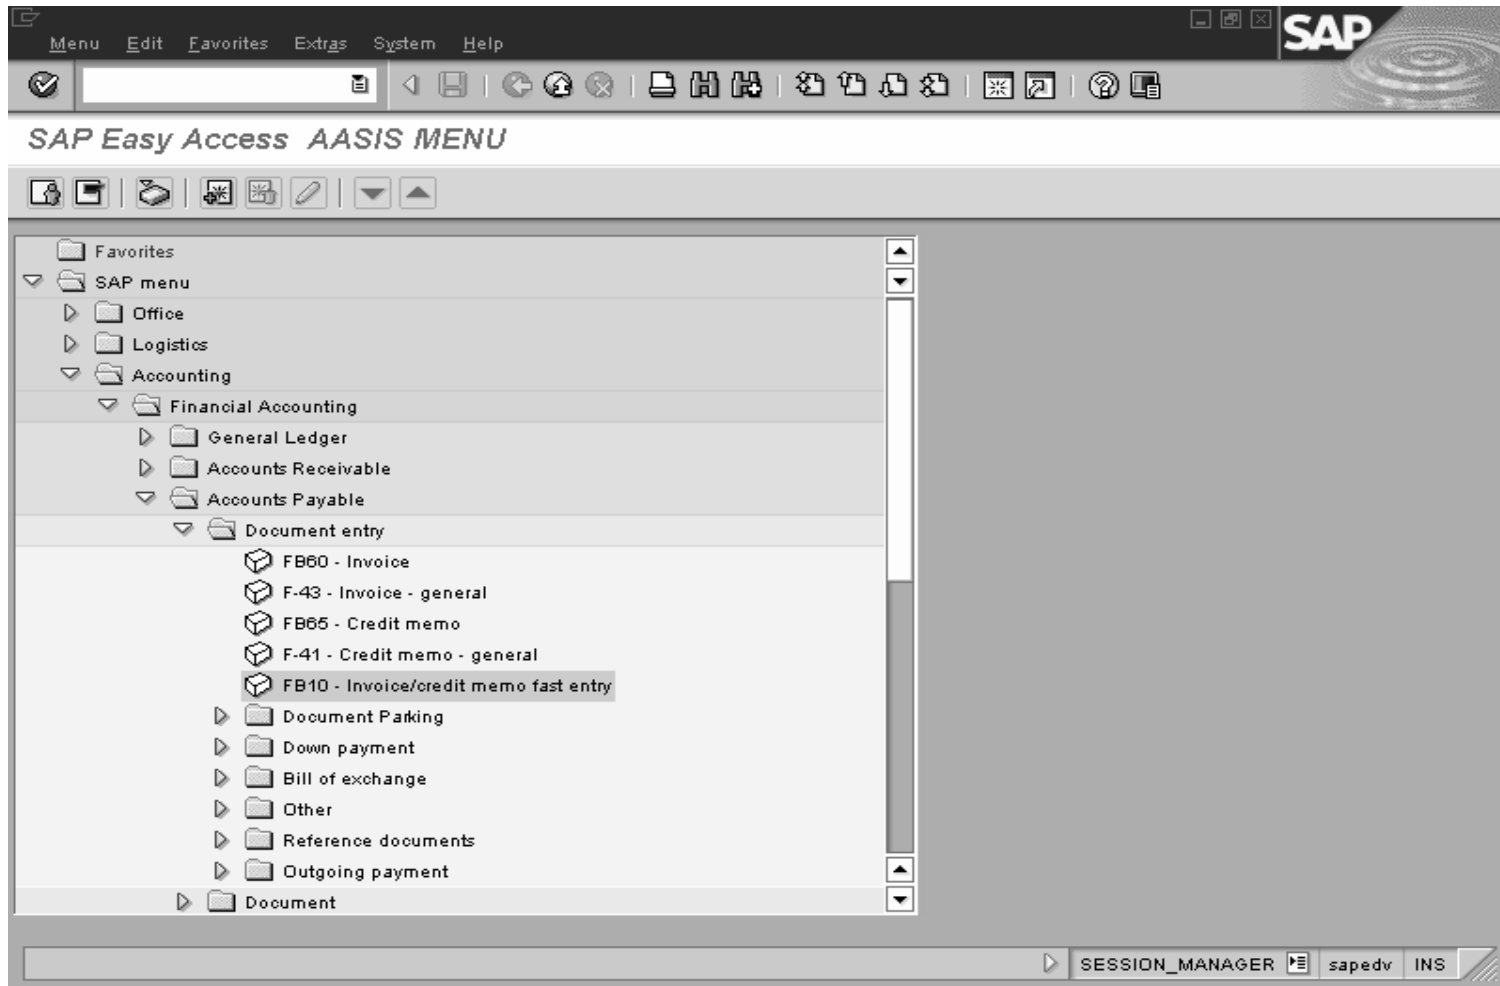 Menu Edit Favorites Extras System Help
SAP
SAP Easy Access AASIS MENU
Favorites
SAP menu
Office
Logistics
Accounting
Financial Accounting
General Ledger
Accounts Receivable
Accounts Payable
Document entry
FB60 - Invoice
F-43 - Invoice - general
FB65 - Credit memo
F-41 - Credit memo - general
FB10 - Invoice/credit memo fast entry
Document Parking
Down payment
Bill of exchange
Other
Reference documents
Outgoing payment
Document
SESSION_MANAGER sapedv INS